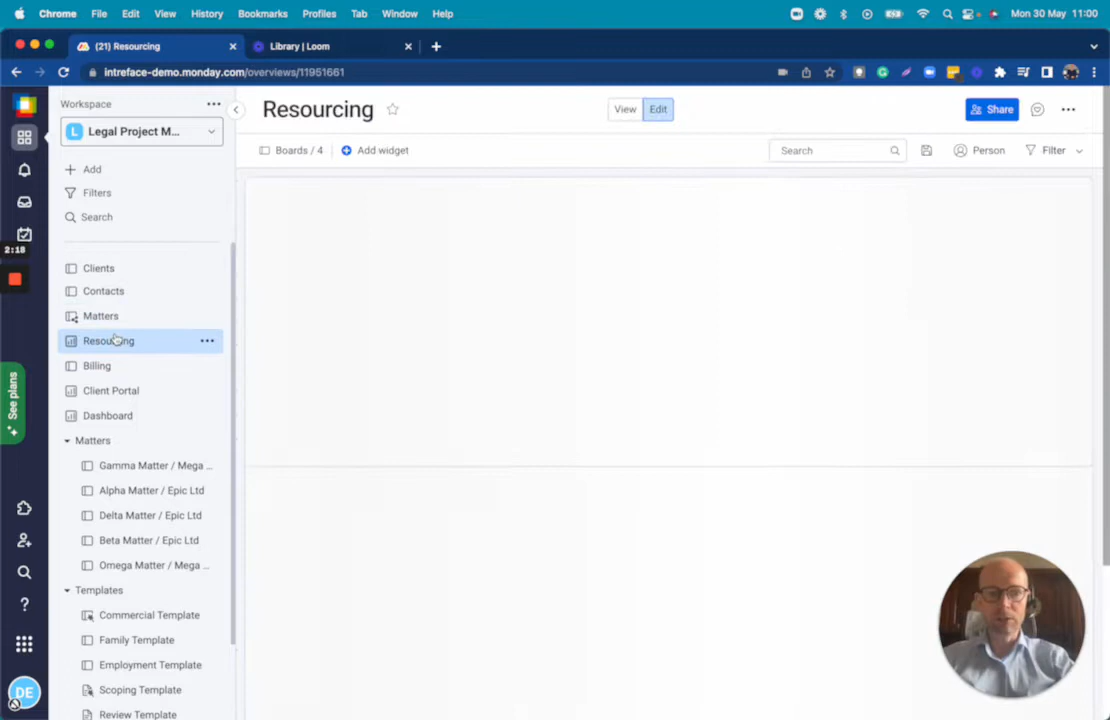 Chrome File Edit View History Bookmarks Profiles Tab Window Help Mon 30 May 11:00
(21) Resourcing
Library | Loom
intreface-demo.monday.com/overviews/11951661
Workspace
L Legal Project M...
Add
Filters
Search
2:18
Clients
Contacts
Matters
Resourcing
Billing
Client Portal
Dashboard
Matters
Gamma Matter / Mega ...
Alpha Matter / Epic Ltd
Delta Matter / Epic Ltd
Beta Matter / Epic Ltd
Omega Matter / Mega ...
Templates
Commercial Template
Family Template
Employment Template
Scoping Template
Review Template
See plans
DE
Resourcing
View Edit
Share
Boards / 4
Add widget
Search
Person
Filter